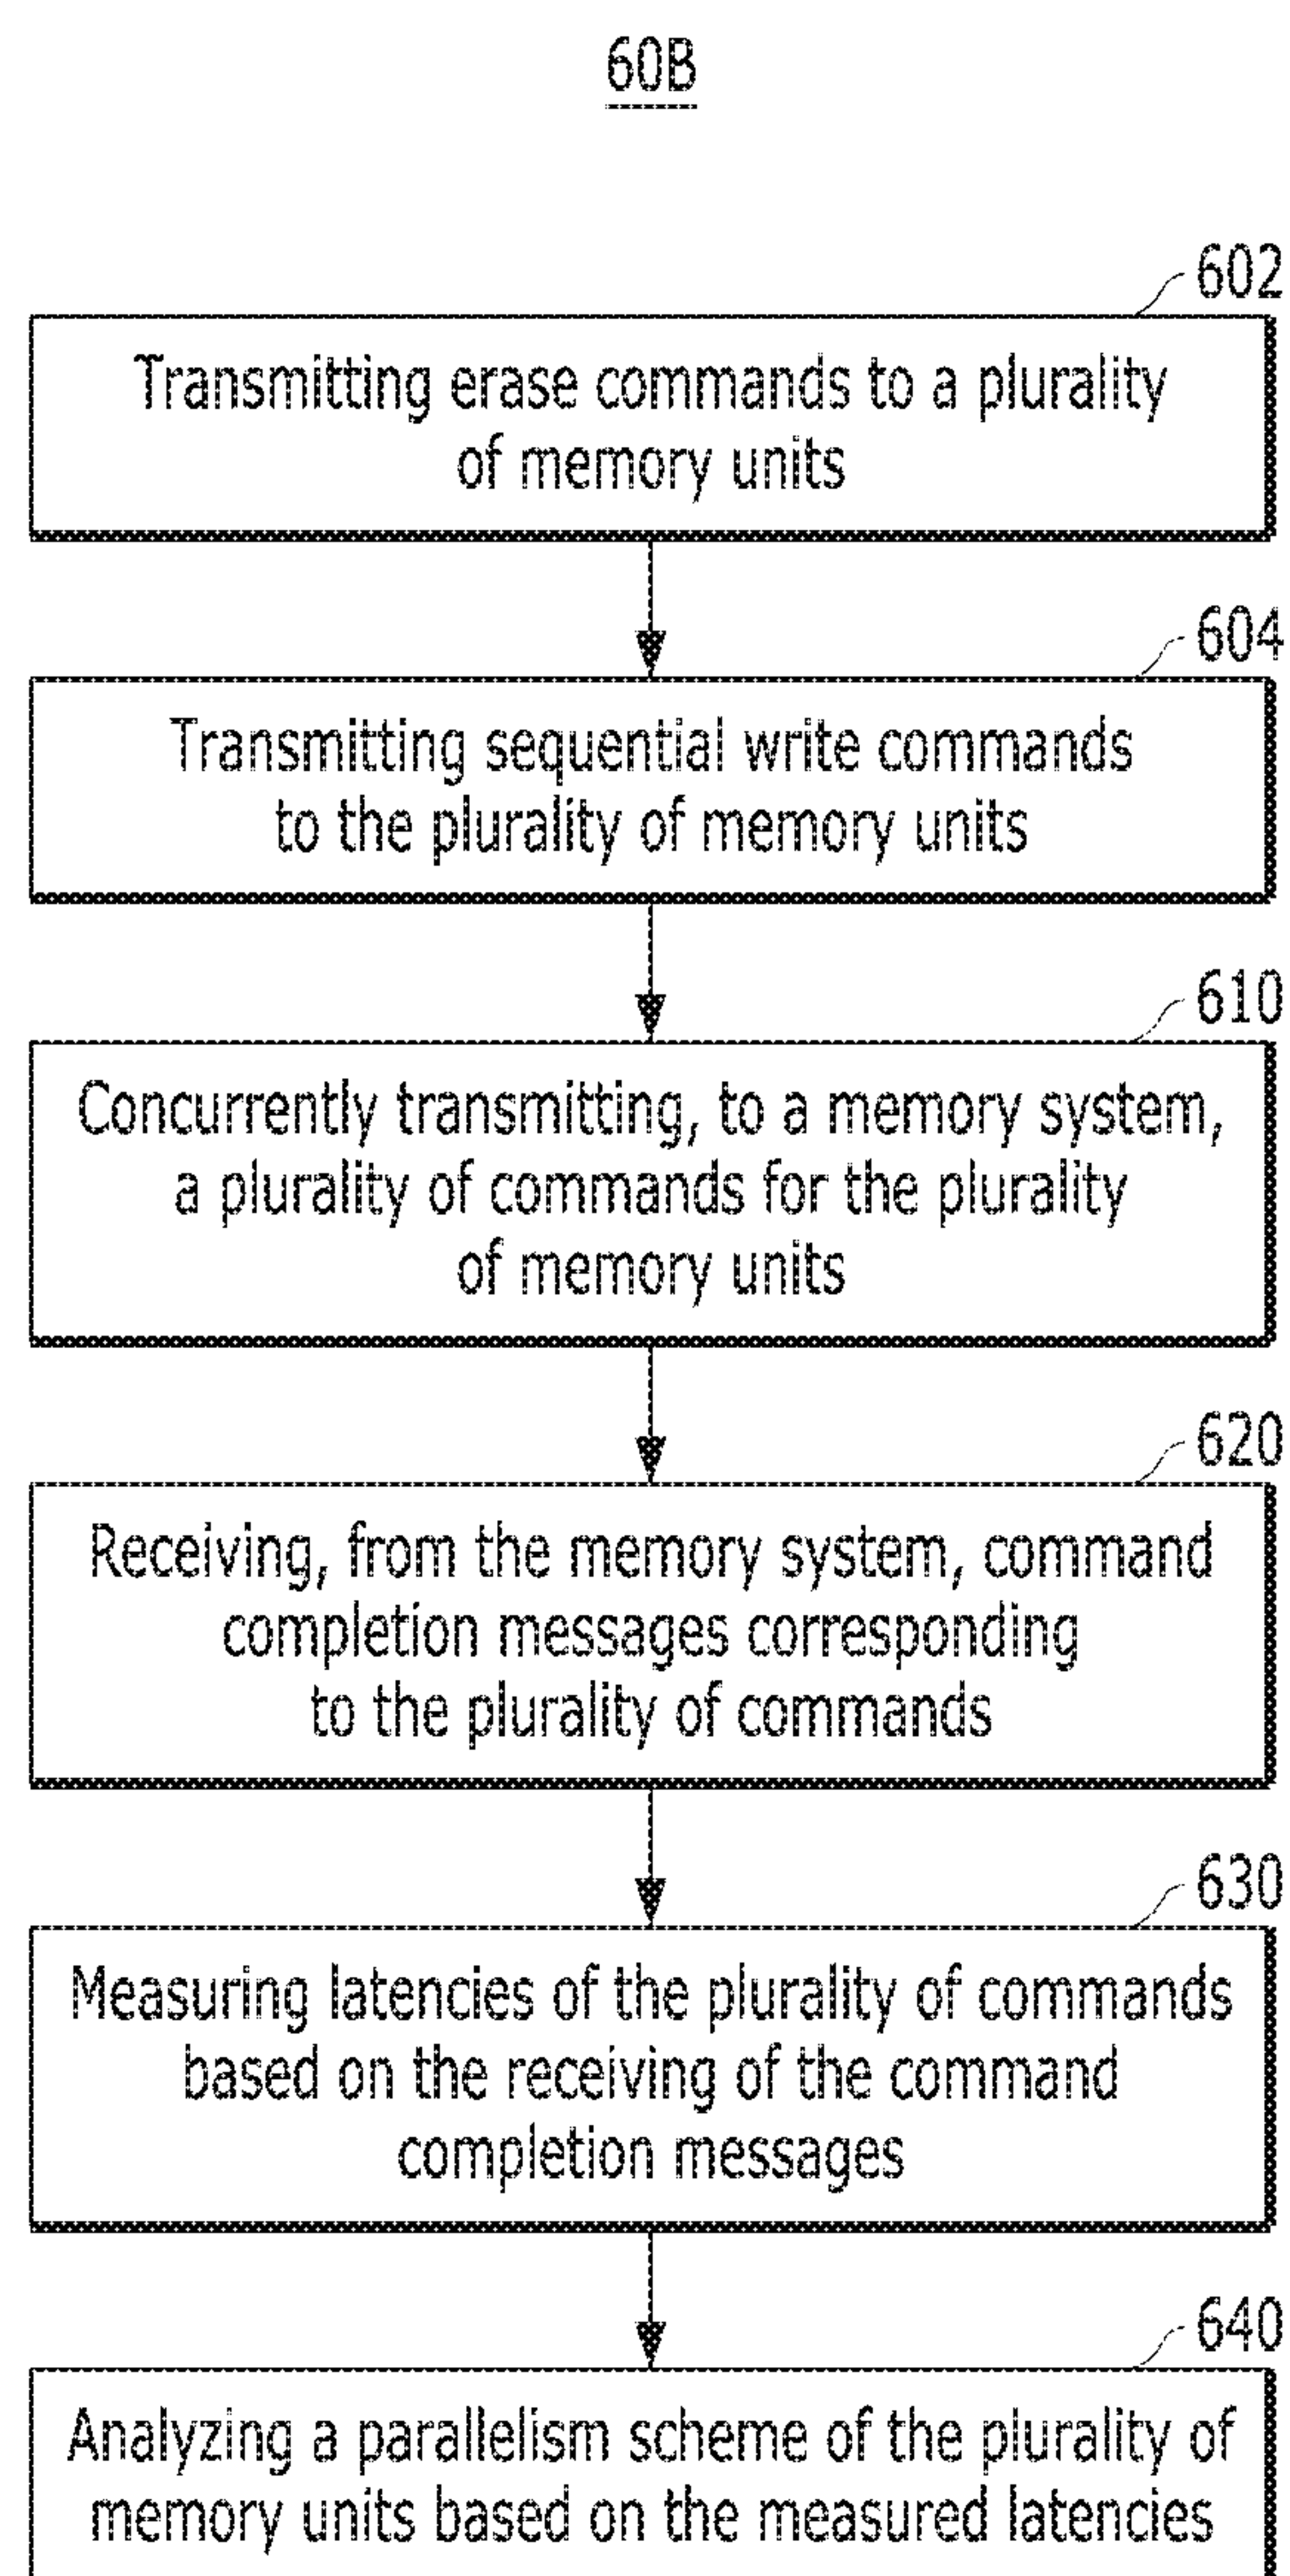 60B
602
Transmitting erase commands to a plurality
of memory units
604
Transmitting sequential write commands
to the plurality of memory units
610
Concurrently transmitting, to a memory system,
a plurality of commands for the plurality
of memory units
620
Receiving, from the memory system, command
completion messages corresponding
to the plurality of commands
630
Measuring latencies of the plurality of commands
based on the receiving of the command
completion messages
640
Analyzing a parallelism scheme of the plurality of
memory units based on the measured latencies